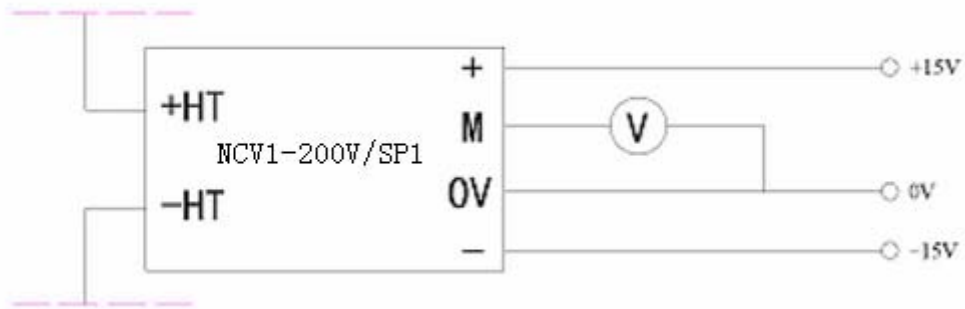 +HT
-HT
NCV1-200V/SP1
+
M
0V
-
V
+15V
0V
-15V